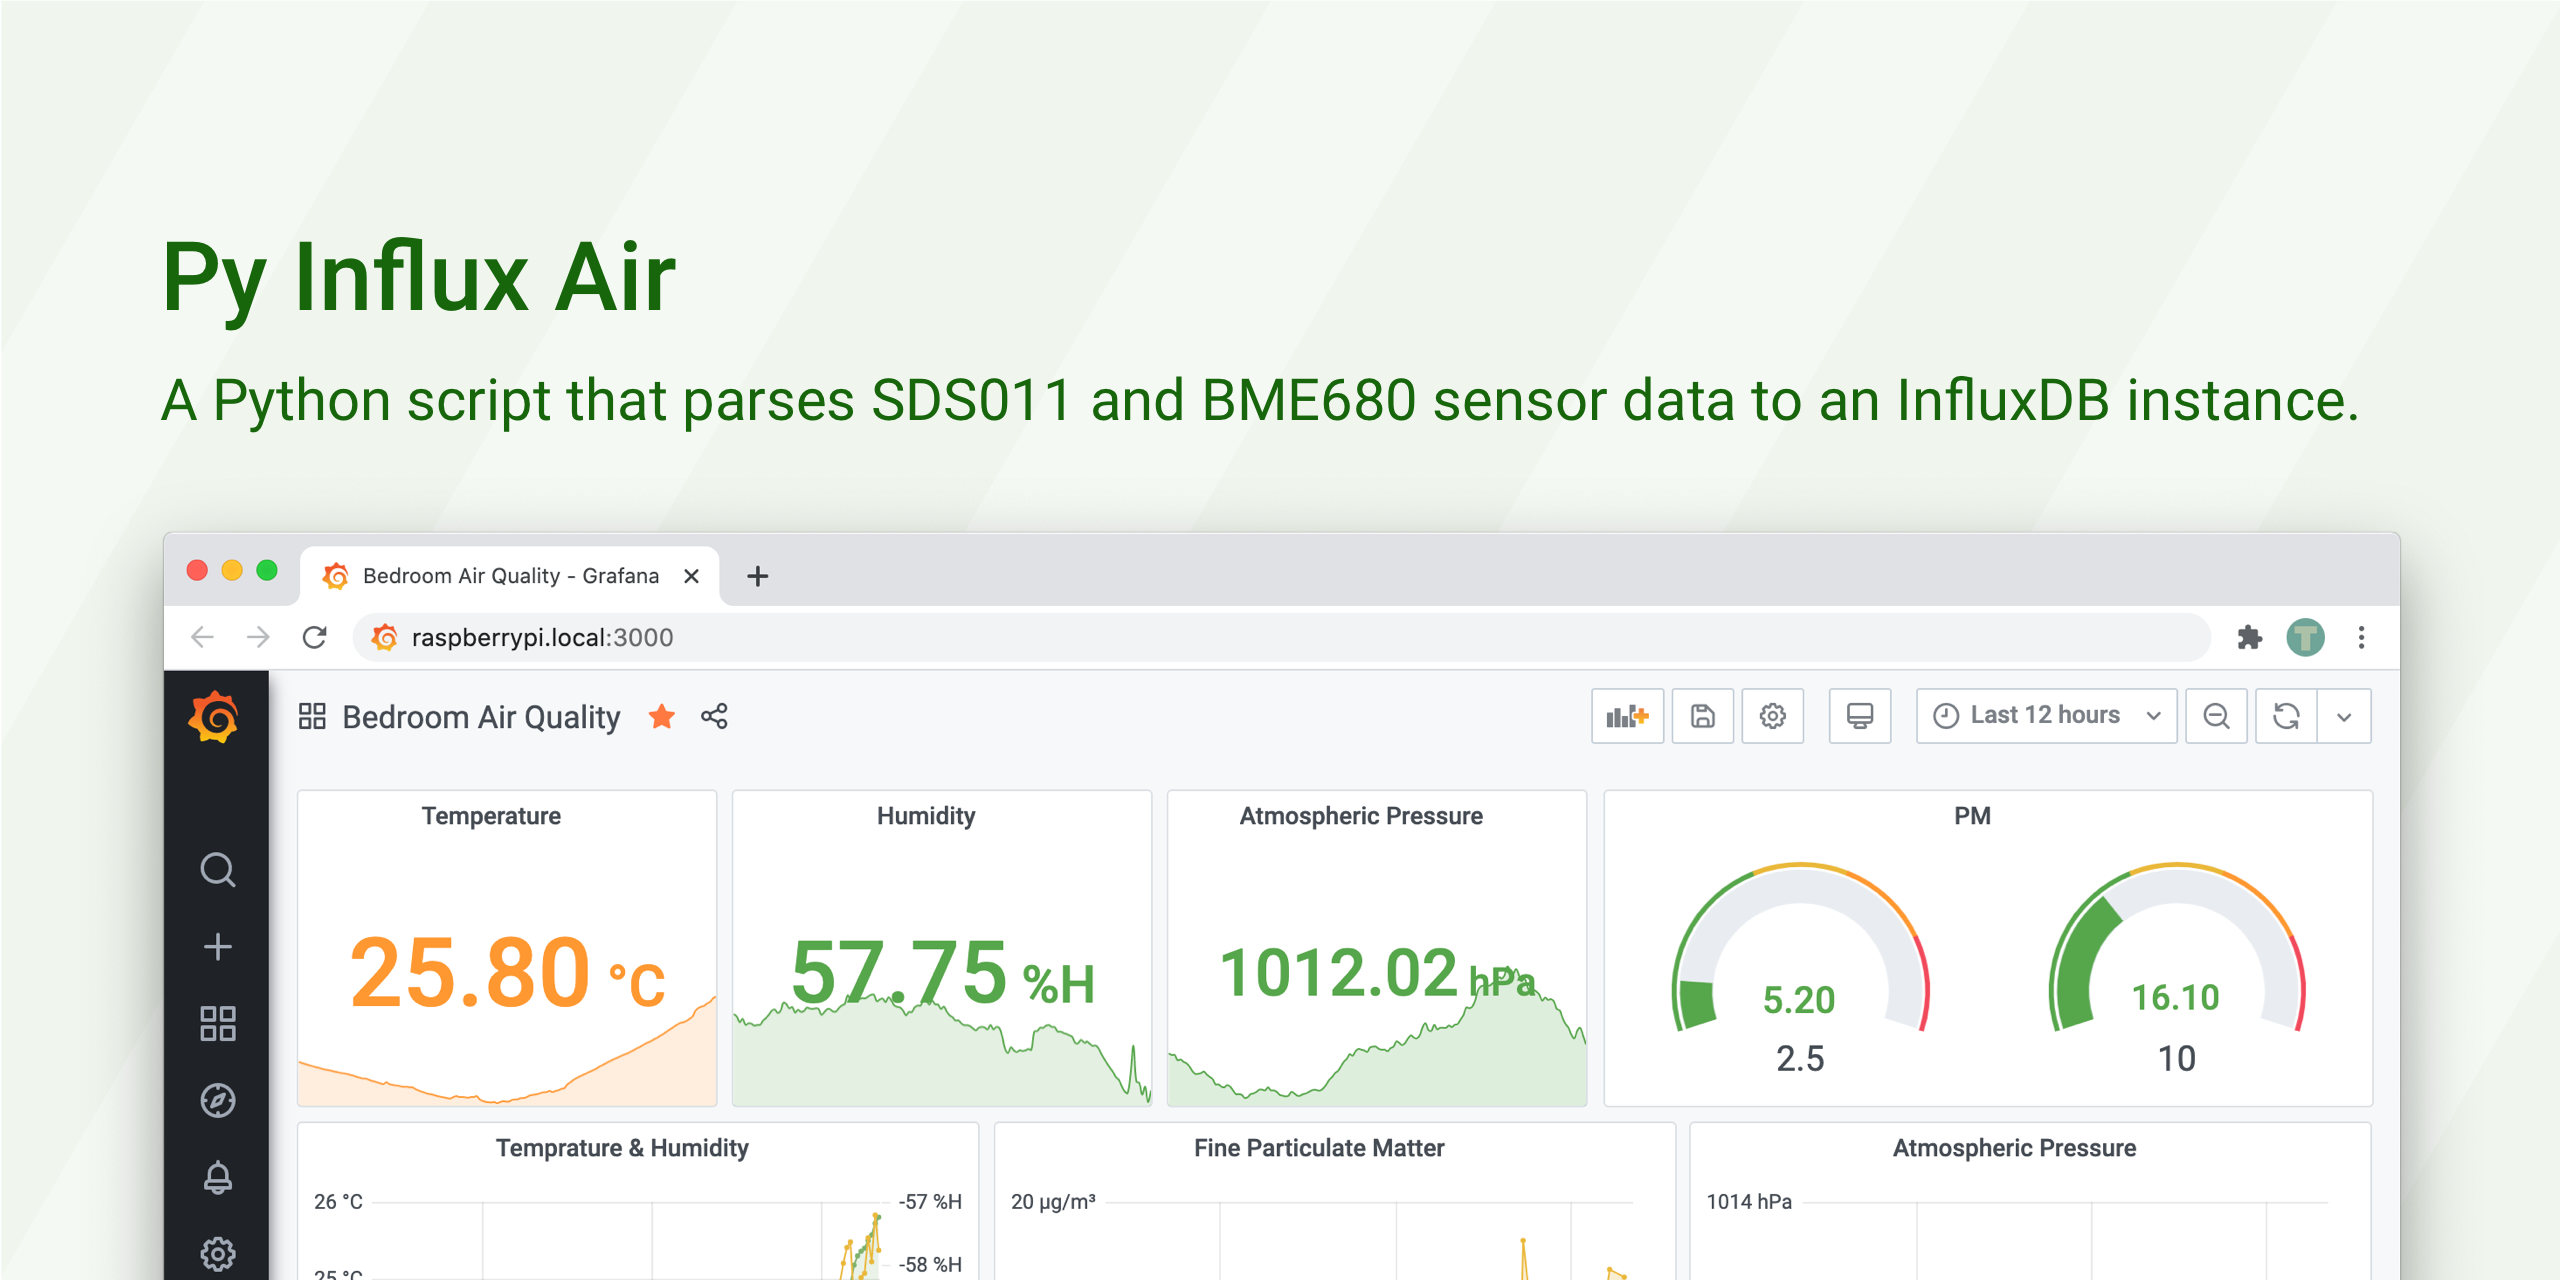 Py Influx Air
A Python script that parses SDS011 and BME680 sensor data to an InfluxDB instance.
Bedroom Air Quality - Grafana
raspberrypi.local:3000
T
Bedroom Air Quality
Last 12 hours
Temperature
Humidity
Atmospheric Pressure
PM
25.80 °C
57.75 %H
1012.02 hPa
5.20
16.10
2.5
10
Temprature & Humidity
Fine Particulate Matter
Atmospheric Pressure
26 °C
-57 %H
20 µg/m³
1014 hPa
-58 %H
25 °C